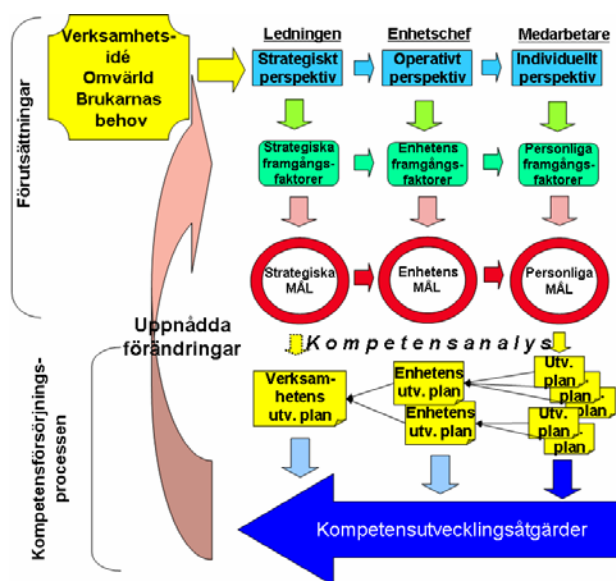 Verksamhets-
idé
Omvärld
Brukarnas
behov
Ledningen
Enhetschef
Medarbetare
Strategiskt
perspektiv
Operativt
perspektiv
Individuellt
perspektiv
Förutsättningar
Strategiska
framgångs-
faktorer
Enhetens
framgångs-
faktorer
Personliga
framgångs-
faktorer
Strategiska
MÅL
Enhetens
MÅL
Personliga
MÅL
Uppnådda
förändringar
Kompetensanalys
Kompetensförsörjnings-
processen
Verksam-
hetens
utv. plan
Enhetens
utv. plan
Enhetens
utv. plan
Utv.
plan
plan
plan
Utv.
plan
plan
Kompetensutvecklingsåtgärder